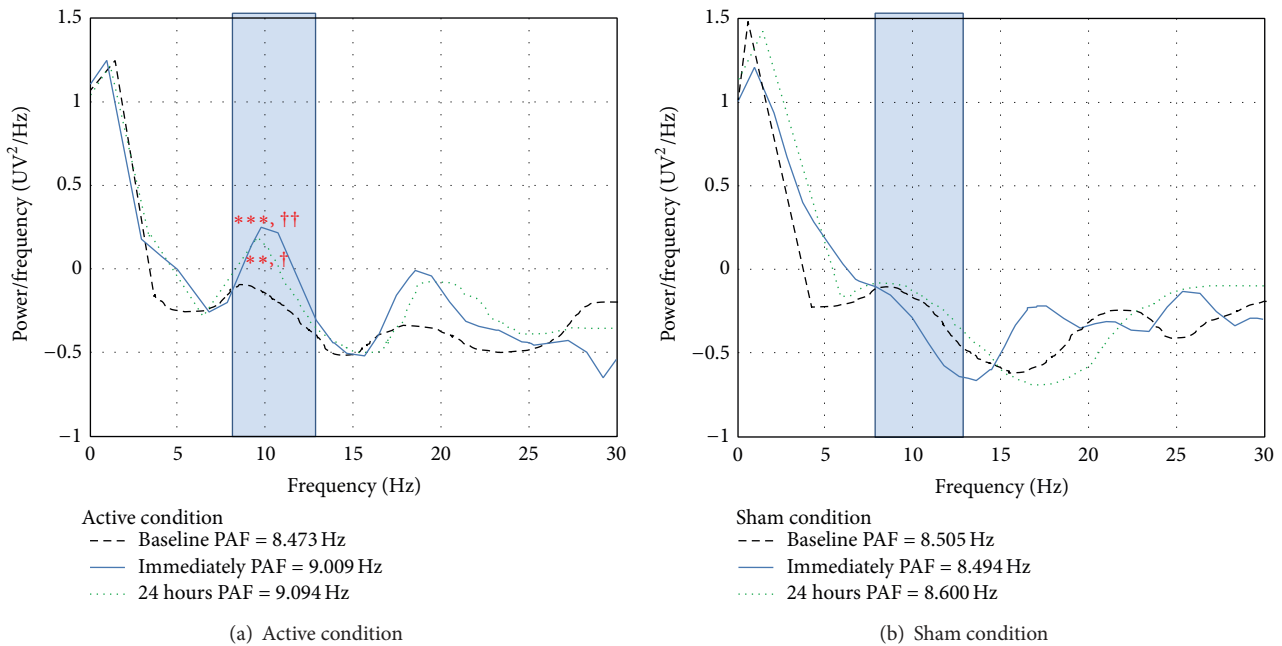 1.5
1
0.5
0
−0.5
−1
Power/frequency (UV²/Hz)
∗∗∗, ††
∗∗, †
0 5 10 15 20 25 30
Frequency (Hz)
Active condition
Baseline PAF = 8.473 Hz
Immediately PAF = 9.009 Hz
24 hours PAF = 9.094 Hz
(a) Active condition
1.5
1
0.5
0
−0.5
−1
Power/frequency (UV²/Hz)
0 5 10 15 20 25 30
Frequency (Hz)
Sham condition
Baseline PAF = 8.505 Hz
Immediately PAF = 8.494 Hz
24 hours PAF = 8.600 Hz
(b) Sham condition